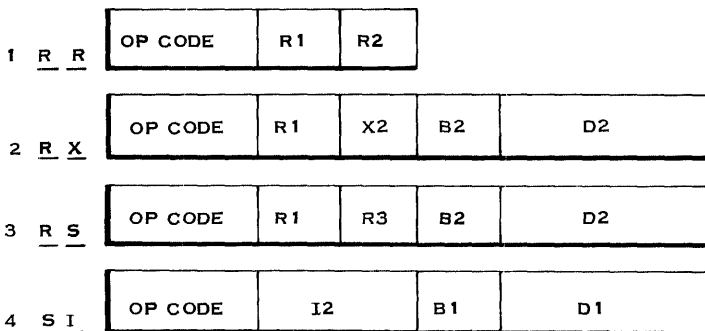 1 R R OP CODE R1 R2
2 R X OP CODE R1 X2 B2 D2
3 R S OP CODE R1 R3 B2 D2
4 S I OP CODE I2 B1 D1